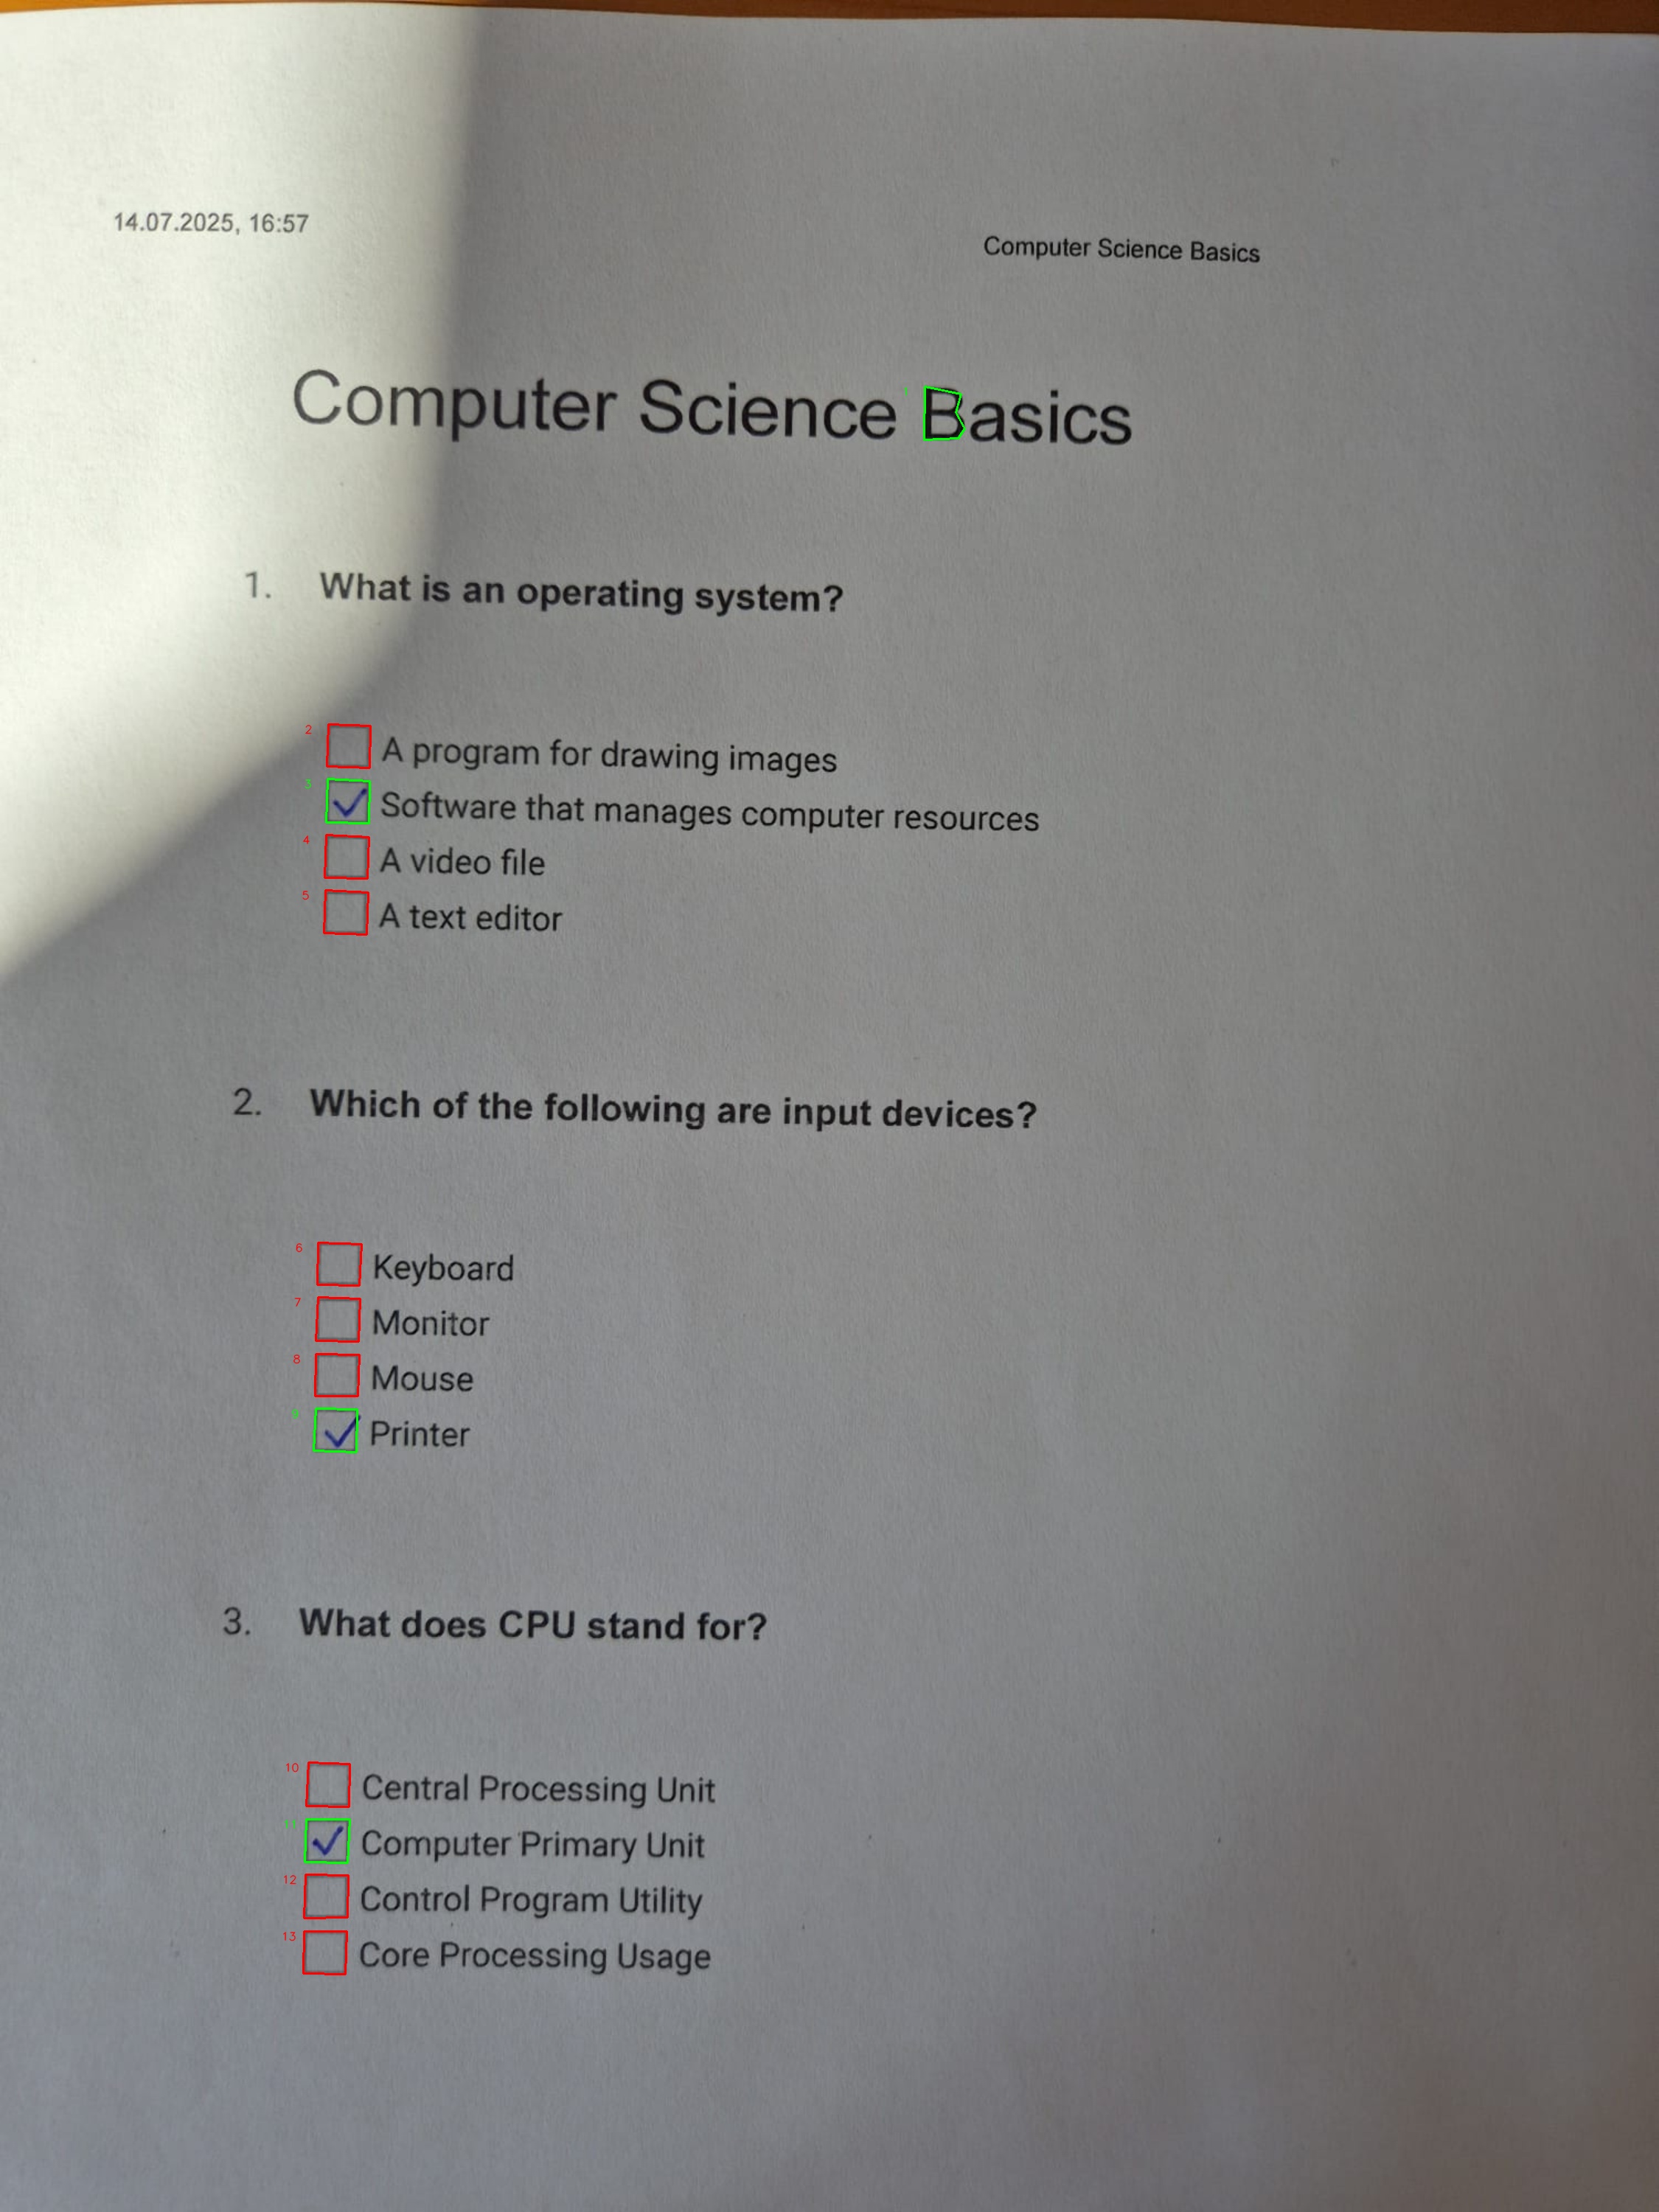 14.07.2025, 16:57
Computer Science Basics
Computer Science Basics
1. What is an operating system?
2 A program for drawing images
3 Software that manages computer resources
4 A video file
5 A text editor
2. Which of the following are input devices?
6 Keyboard
7 Monitor
8 Mouse
9 Printer
3. What does CPU stand for?
10 Central Processing Unit
11 Computer Primary Unit
12 Control Program Utility
13 Core Processing Usage